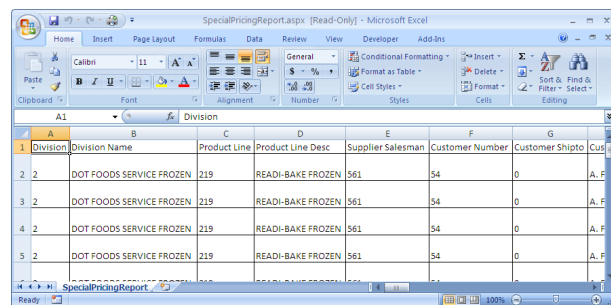 SpecialPricingReport.aspx [Read-Only] - Microsoft Excel
Home Insert Page Layout Formulas Data Review View Developer Add-Ins
Calibri 11 A A General Conditional Formatting Insert Σ
Paste B I U A $ % , Format as Table Delete Sort & Find &
.0 .00 .00 .0 Cell Styles Format Filter Select
Clipboard Font Alignment Number Styles Cells Editing
A1 fx Division
A B C D E F G
1 Division Division Name Product Line Product Line Desc Supplier Salesman Customer Number Customer Shipto Cus
2 2 DOT FOODS SERVICE FROZEN 219 READI-BAKE FROZEN 561 54 0 A. F
3 2 DOT FOODS SERVICE FROZEN 219 READI-BAKE FROZEN 561 54 0 A. F
4 2 DOT FOODS SERVICE FROZEN 219 READI-BAKE FROZEN 561 54 0 A. F
5 2 DOT FOODS SERVICE FROZEN 219 READI-BAKE FROZEN 561 54 0 A. F
SpecialPricingReport
Ready 100%